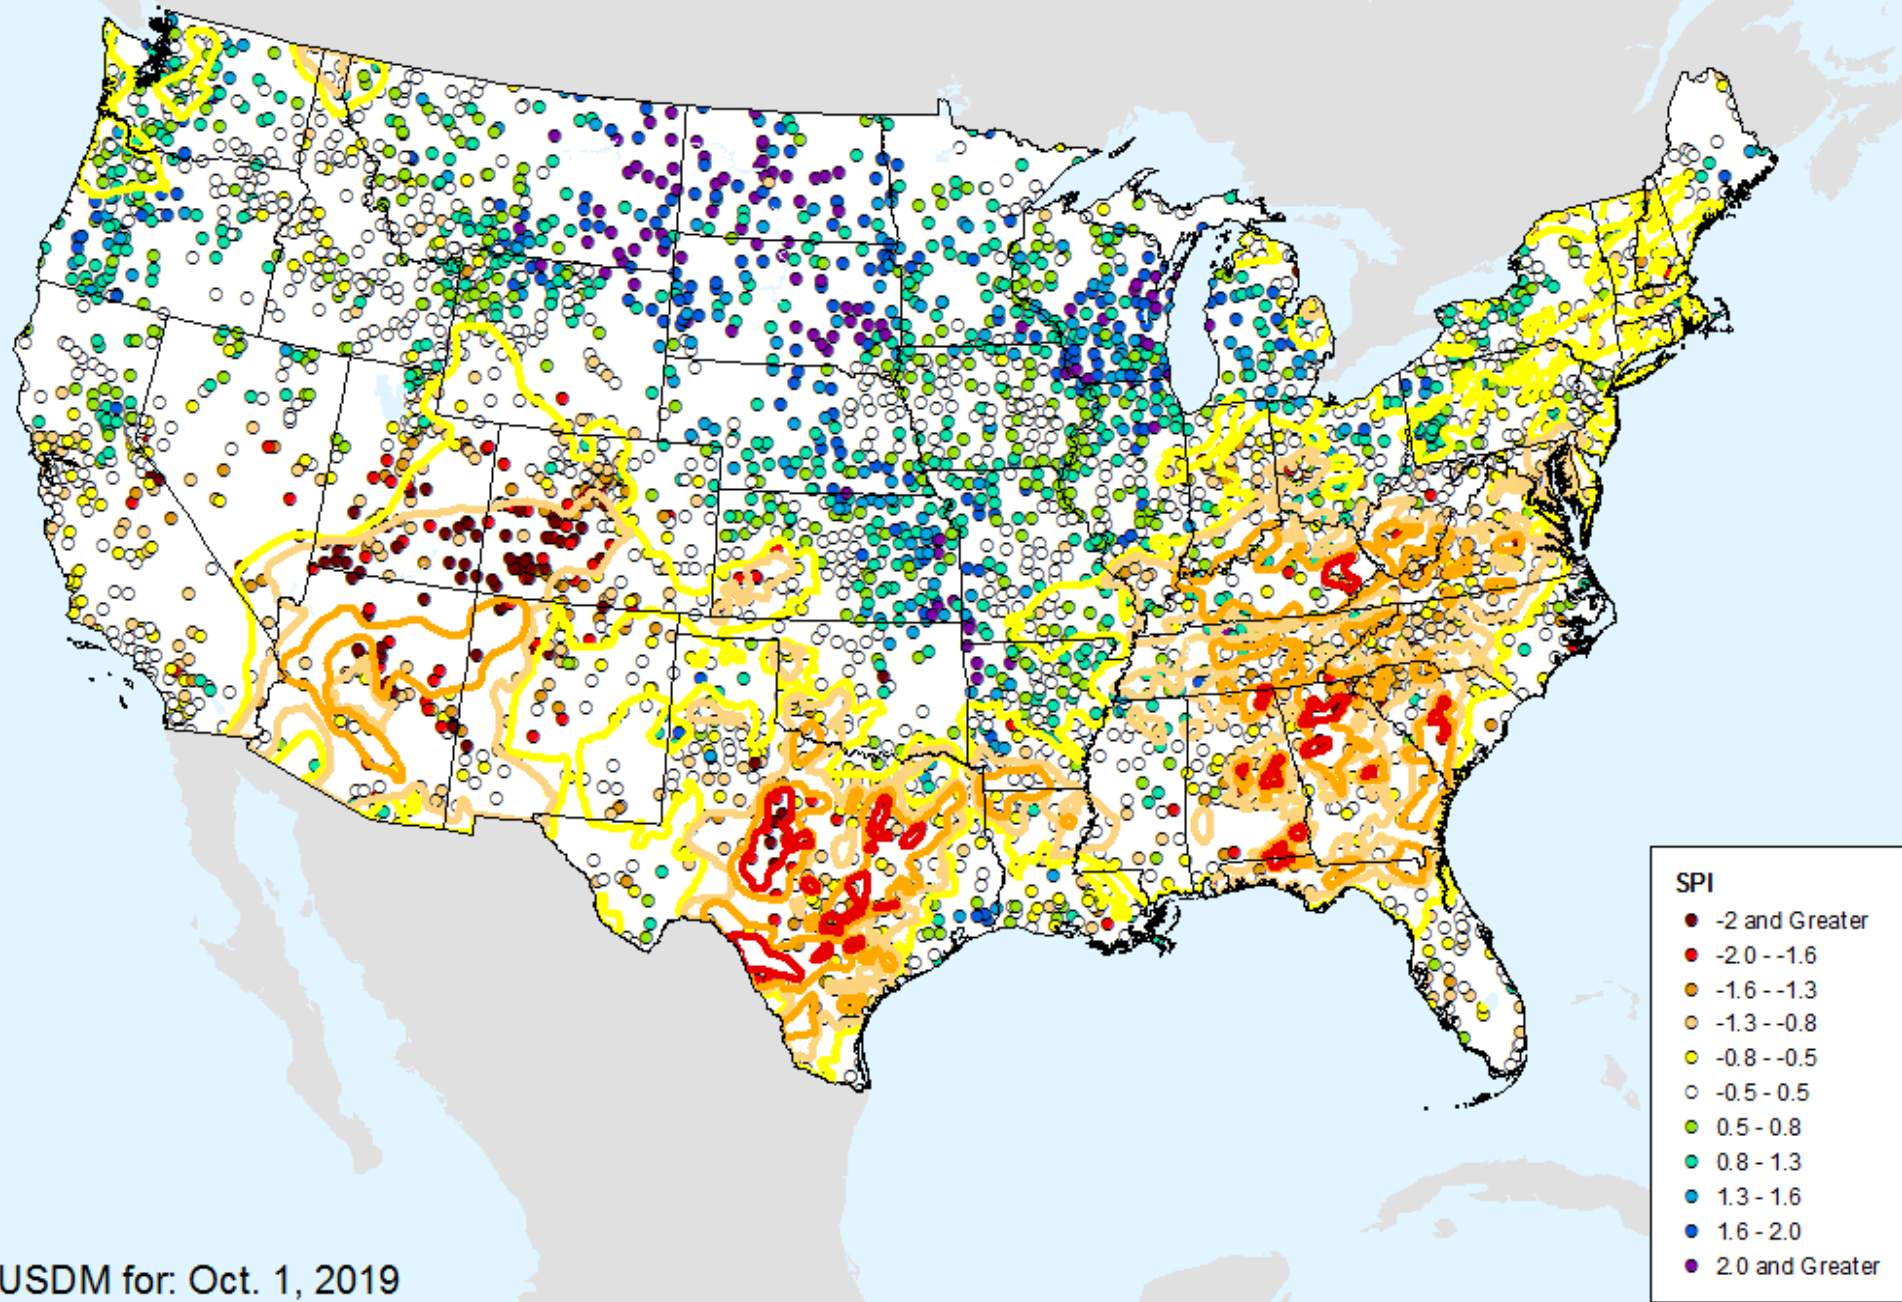 SPI
-2 and Greater
-2.0 - -1.6
-1.6 - -1.3
-1.3 - -0.8
-0.8 - -0.5
-0.5 - 0.5
0.5 - 0.8
0.8 - 1.3
1.3 - 1.6
1.6 - 2.0
2.0 and Greater
USDM for: Oct. 1, 2019